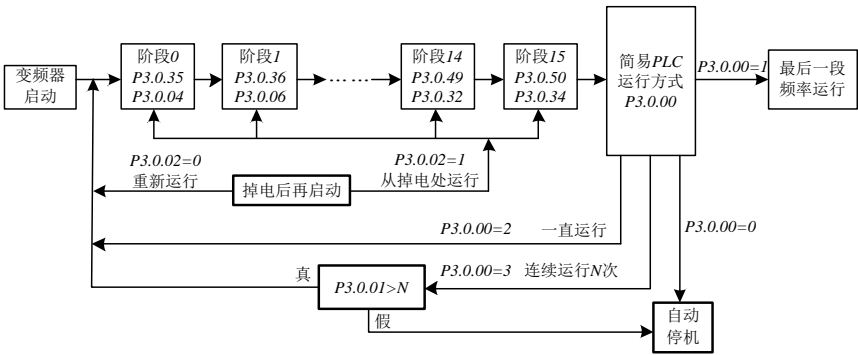 变频器
启动
阶段0
P3.0.35
P3.0.04
阶段1
P3.0.36
P3.0.06
……
阶段14
P3.0.49
P3.0.32
阶段15
P3.0.50
P3.0.34
简易PLC
运行方式
P3.0.00
P3.0.00=1
最后一段
频率运行
P3.0.02=0
重新运行
掉电后再启动
P3.0.02=1
从掉电处运行
P3.0.00=2 一直运行
P3.0.00=0
P3.0.00=3 连续运行N次
真
P3.0.01>N
假
自动
停机